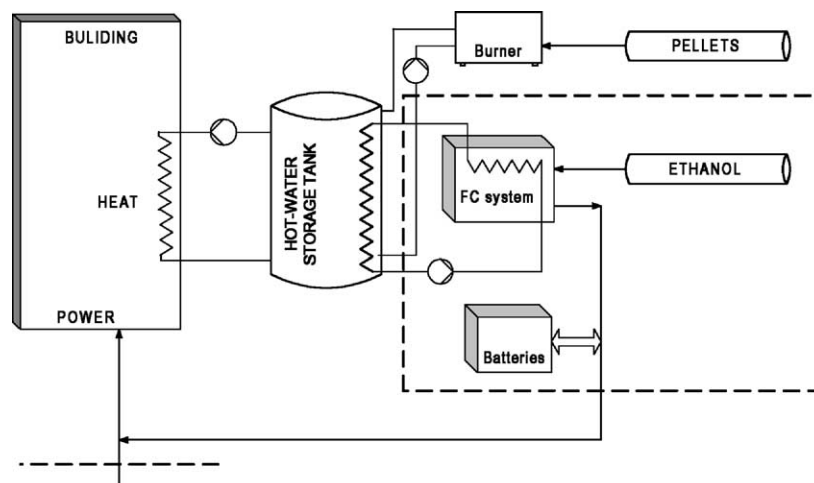 BULIDING
Burner
PELLETS
HOT-WATER
STORAGE TANK
HEAT
FC system
ETHANOL
POWER
Batteries